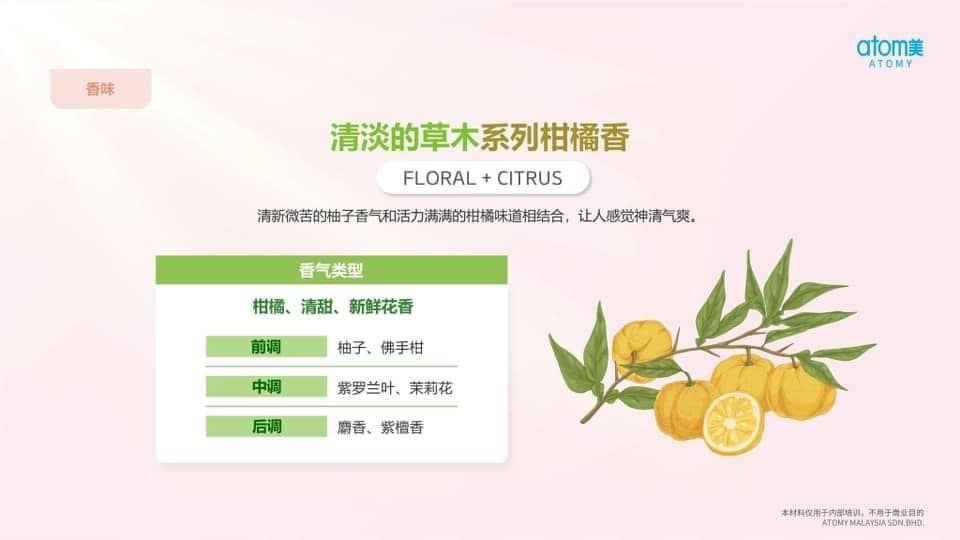 atom美
ATOMY
香味
清淡的草木系列柑橘香
FLORAL + CITRUS
清新微苦的柚子香气和活力满满的柑橘味道相结合，让人感觉神清气爽。
香气类型
柑橘、清甜、新鲜花香
前调 柚子、佛手柑
中调 紫罗兰叶、茉莉花
后调 麝香、紫檀香
本材料仅用于内部培训，不用于商业目的
ATOMY MALAYSIA SDN.BHD.